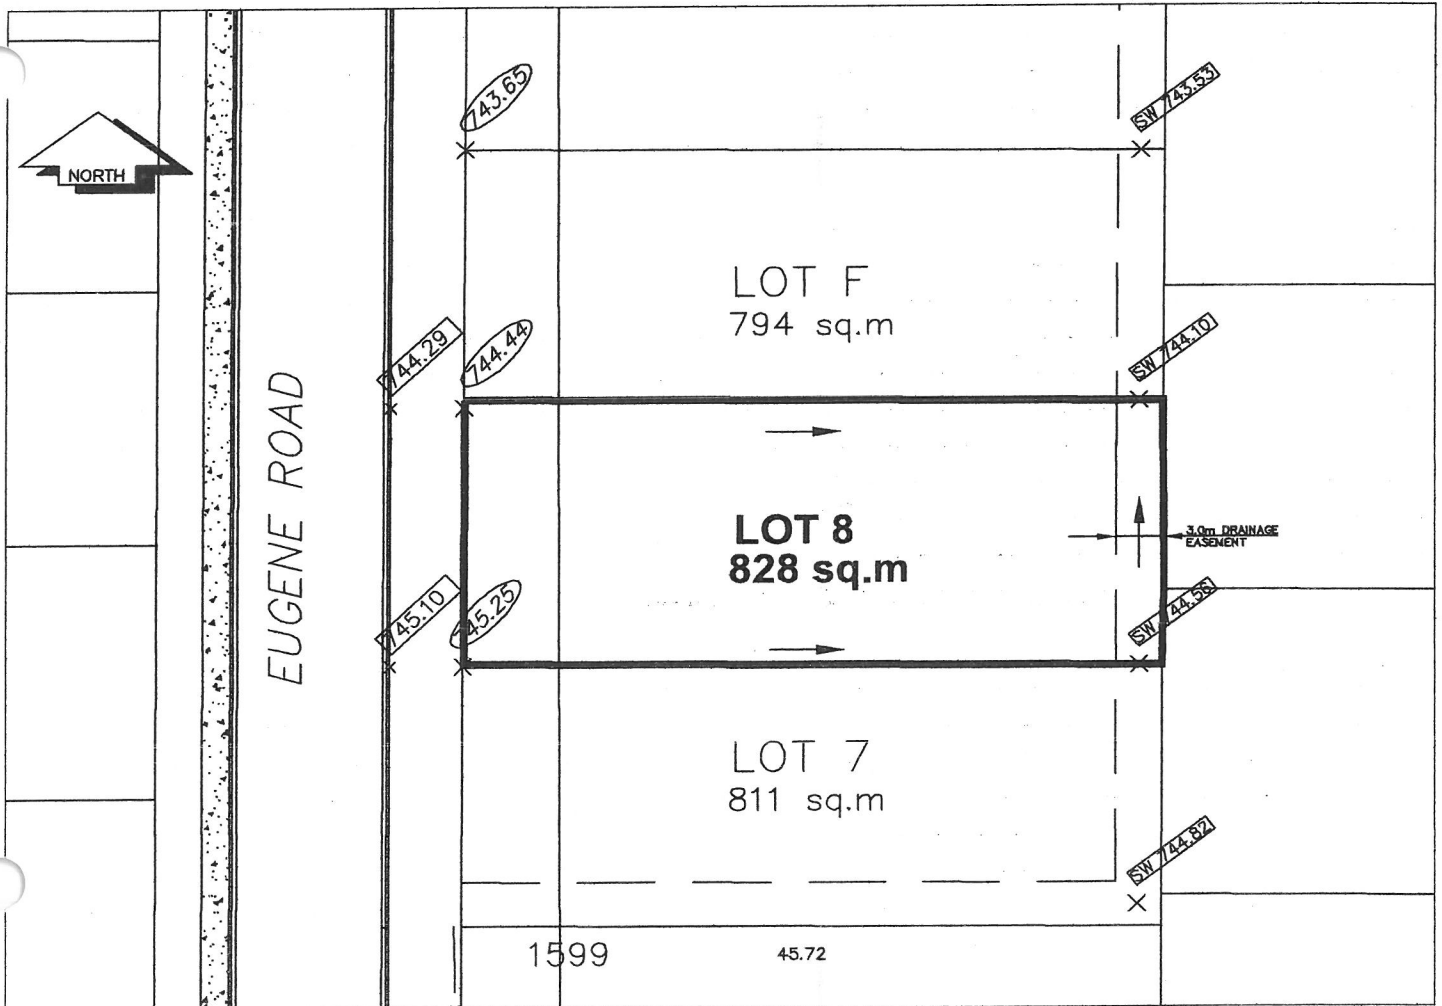 743.65
SW 743.53
NORTH
LOT F
794 sq.m
744.29
744.44
SW 744.10
EUGENE ROAD
LOT 8
828 sq.m
3.0m DRAINAGE
EASEMENT
745.10
745.25
SW 744.56
LOT 7
811 sq.m
SW 744.82
1599
45.72